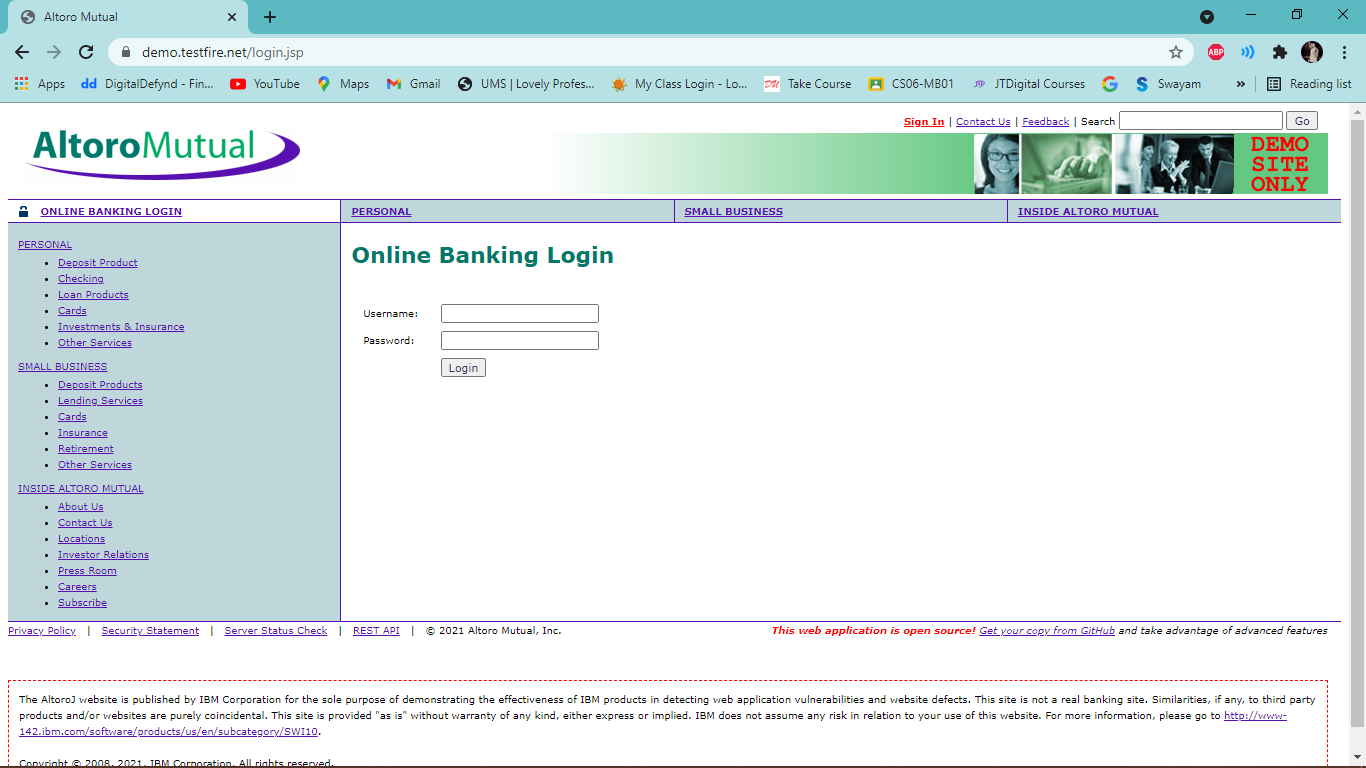 Altoro Mutual
demo.testfire.net/login.jsp
ABP
Apps dd DigitalDefynd - Fin... YouTube Maps Gmail UMS | Lovely Profes... My Class Login - Lo... Take Course CS06-MB01 JTDigital Courses Swayam » Reading list
Sign In | Contact Us | Feedback | Search Go
AltoroMutual
DEMO
SITE
ONLY
ONLINE BANKING LOGIN PERSONAL SMALL BUSINESS INSIDE ALTORO MUTUAL
PERSONAL
Deposit Product
Checking
Loan Products
Cards
Investments & Insurance
Other Services
SMALL BUSINESS
Deposit Products
Lending Services
Cards
Insurance
Retirement
Other Services
INSIDE ALTORO MUTUAL
About Us
Contact Us
Locations
Investor Relations
Press Room
Careers
Subscribe
Online Banking Login
Username:
Password:
Login
Privacy Policy | Security Statement | Server Status Check | REST API | © 2021 Altoro Mutual, Inc. This web application is open source! Get your copy from GitHub and take advantage of advanced features
The AltoroJ website is published by IBM Corporation for the sole purpose of demonstrating the effectiveness of IBM products in detecting web application vulnerabilities and website defects. This site is not a real banking site. Similarities, if any, to third party
products and/or websites are purely coincidental. This site is provided "as is" without warranty of any kind, either express or implied. IBM does not assume any risk in relation to your use of this website. For more information, please go to http://www-
142.ibm.com/software/products/us/en/subcategory/SWI10.
Copyright © 2008, 2021, IBM Corporation, All rights reserved.